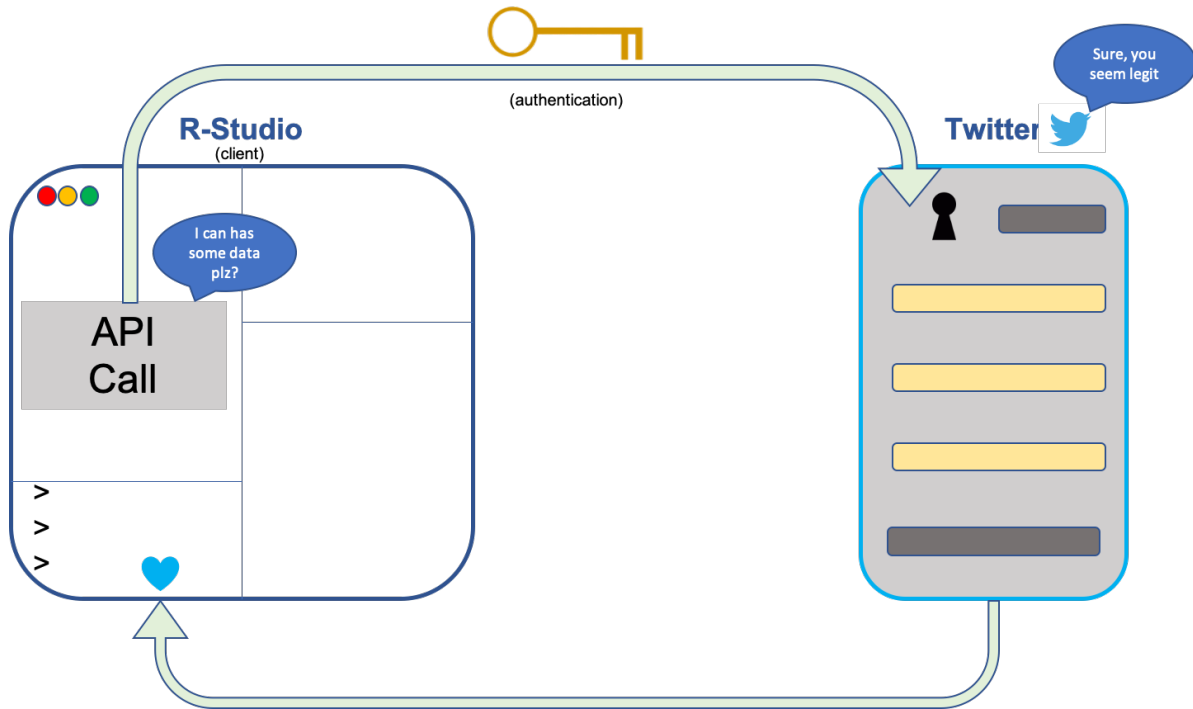 Sure, you
seem legit
(authentication)
R-Studio
(client)
Twitter
I can has
some data
plz?
API
Call
>
>
>